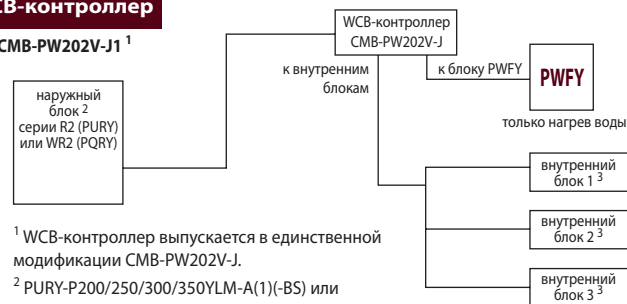 СВ-контроллер
CMB-PW202V-J1 ¹
WCB-контроллер
CMB-PW202V-J
к внутренним
блокам
к блоку PWFY
PWFY
только нагрев воды
наружный
блок ²
серии R2 (PURY)
или WR2 (PQRY)
внутренний
блок 1 ³
внутренний
блок 2 ³
внутренний
блок 3 ³
¹ WCB-контроллер выпускается в единственной
модификации CMB-PW202V-J.
² PURY-P200/250/300/350YLM-A(1)(-BS) или